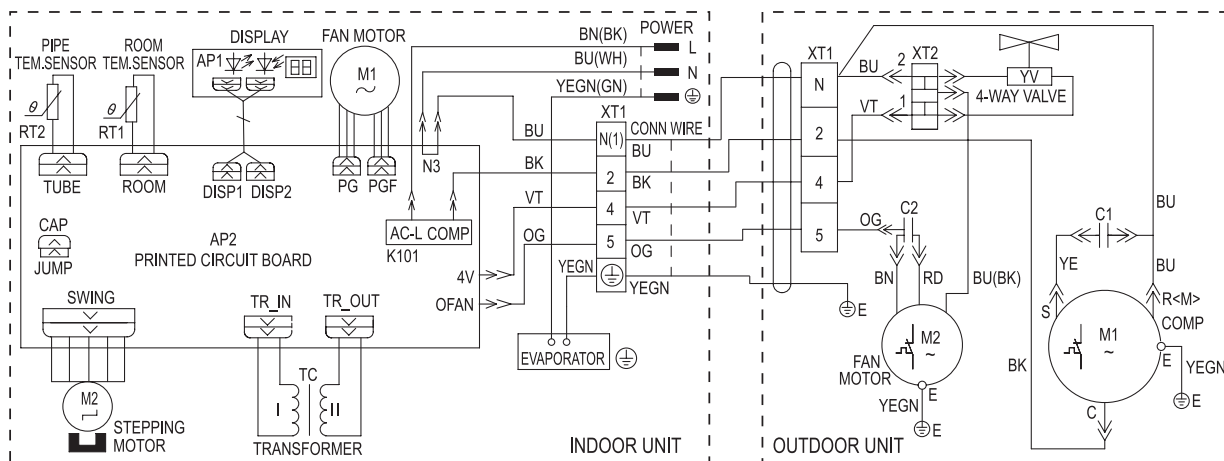 PIPE
TEM.SENSOR
ROOM
TEM.SENSOR
DISPLAY
FAN MOTOR
BN(BK)
POWER
AP1
L
BU(WH)
N
YEGN(GN)
θ
RT2
θ
RT1
M1
~
XT1
N(1)
CONN WIRE
BU
BU
TUBE
ROOM
DISP1
DISP2
PG
PGF
N3
BK
2
BK
VT
4
VT
CAP
JUMP
AP2
PRINTED CIRCUIT BOARD
AC-L
COMP
K101
OG
5
OG
4V
YEGN
YEGN
OFAN
SWING
TR_IN
TR_OUT
EVAPORATOR
M2
STEPPING
MOTOR
TC
I
II
TRANSFORMER
INDOOR UNIT
XT1
N
2
4
5
BU
2
XT2
VT
1
YV
4-WAY VALVE
OG
C2
C1
BU
BN
RD
BU(BK)
YE
BU
E
S
R<M>
COMP
M2
~
FAN
MOTOR
BK
M1
~
E
YEGN
E
YEGN
E
C
E
OUTDOOR UNIT